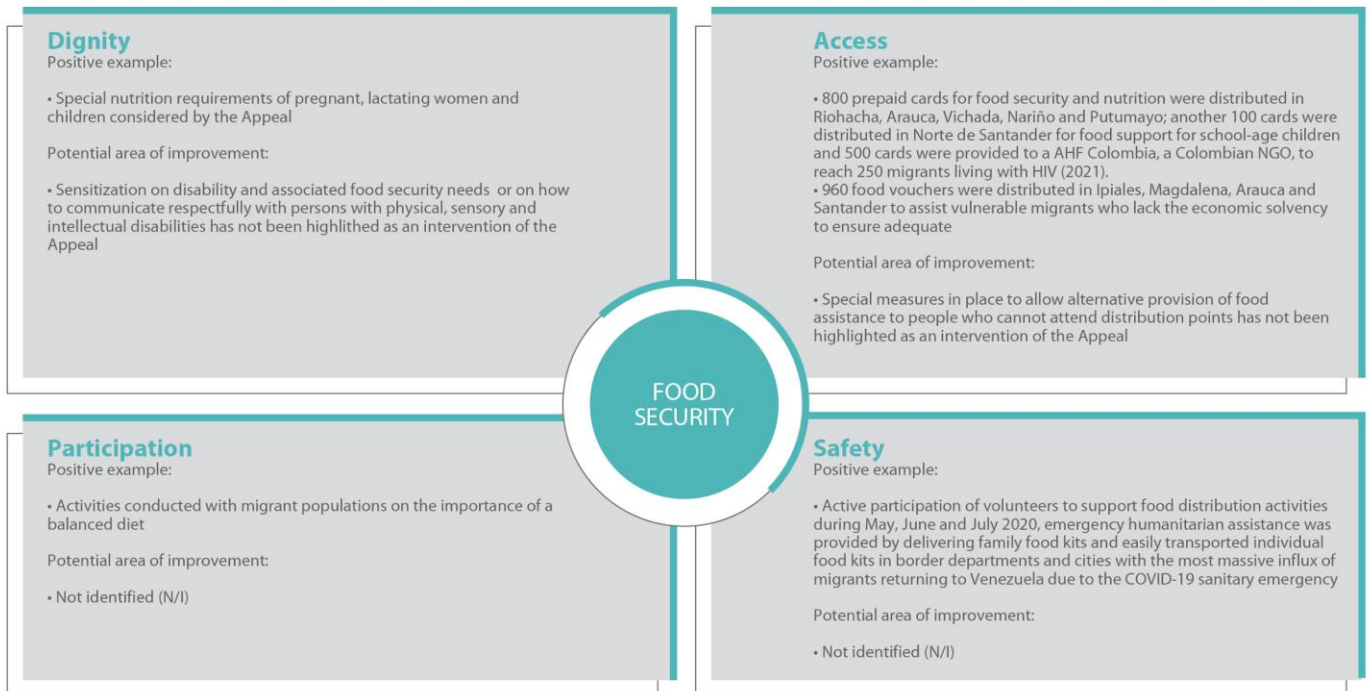 Dignity
Positive example:
• Special nutrition requirements of pregnant, lactating women and
children considered by the Appeal
Potential area of improvement:
• Sensitization on disability and associated food security needs or on how
to communicate respectfully with persons with physical, sensory and
intellectual disabilities has not been highlithed as an intervention of the
Appeal
Access
Positive example:
• 800 prepaid cards for food security and nutrition were distributed in
Riohacha, Arauca, Vichada, Nariño and Putumayo; another 100 cards were
distributed in Norte de Santander for food support for school-age children
and 500 cards were provided to a AHF Colombia, a Colombian NGO, to
reach 250 migrants living with HIV (2021).
• 960 food vouchers were distributed in Ipiales, Magdalena, Arauca and
Santander to assist vulnerable migrants who lack the economic solvency
to ensure adequate
Potential area of improvement:
• Special measures in place to allow alternative provision of food
assistance to people who cannot attend distribution points has not been
highlighted as an intervention of the Appeal
FOOD
SECURITY
Participation
Positive example:
• Activities conducted with migrant populations on the importance of a
balanced diet
Potential area of improvement:
• Not identified (N/I)
Safety
Positive example:
• Active participation of volunteers to support food distribution activities
during May, June and July 2020, emergency humanitarian assistance was
provided by delivering family food kits and easily transported individual
food kits in border departments and cities with the most massive influx of
migrants returning to Venezuela due to the COVID-19 sanitary emergency
Potential area of improvement:
• Not identified (N/I)